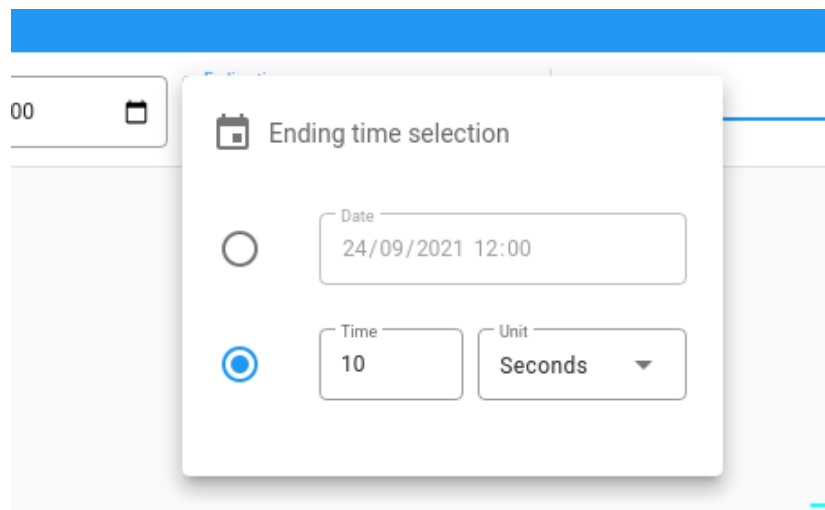 00
Ending time selection
Date
24/09/2021 12:00
Time
10
Unit
Seconds